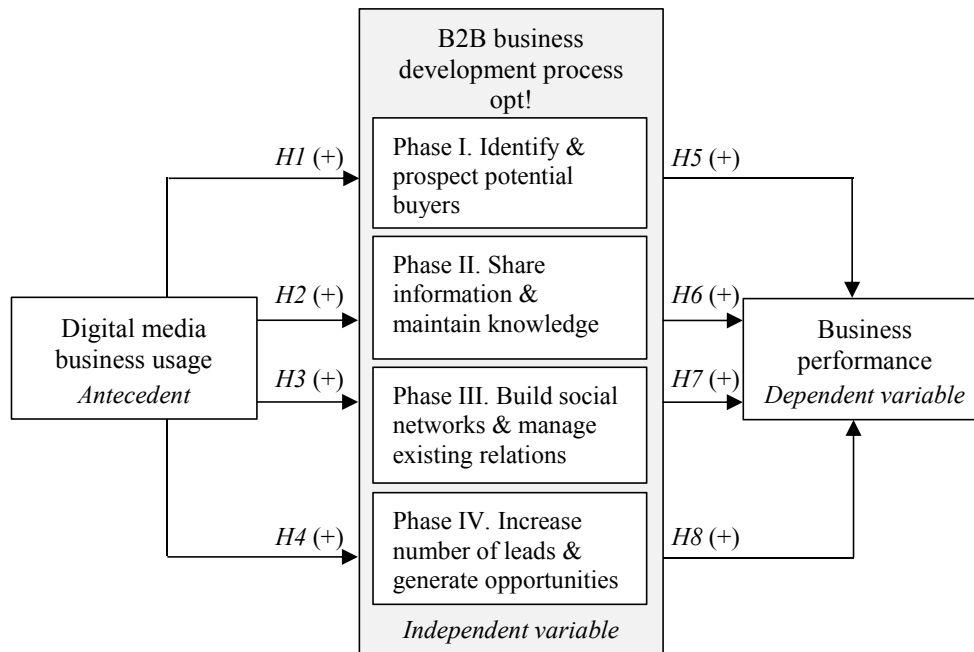 B2B business
development process
opt!
H1 (+)
Phase I. Identify &
prospect potential
buyers
H5 (+)
H2 (+)
Phase II. Share
information &
maintain knowledge
H6 (+)
Digital media
business usage
Antecedent
Business
performance
Dependent variable
H3 (+)
Phase III. Build social
networks & manage
existing relations
H7 (+)
H4 (+)
Phase IV. Increase
number of leads &
generate opportunities
H8 (+)
Independent variable